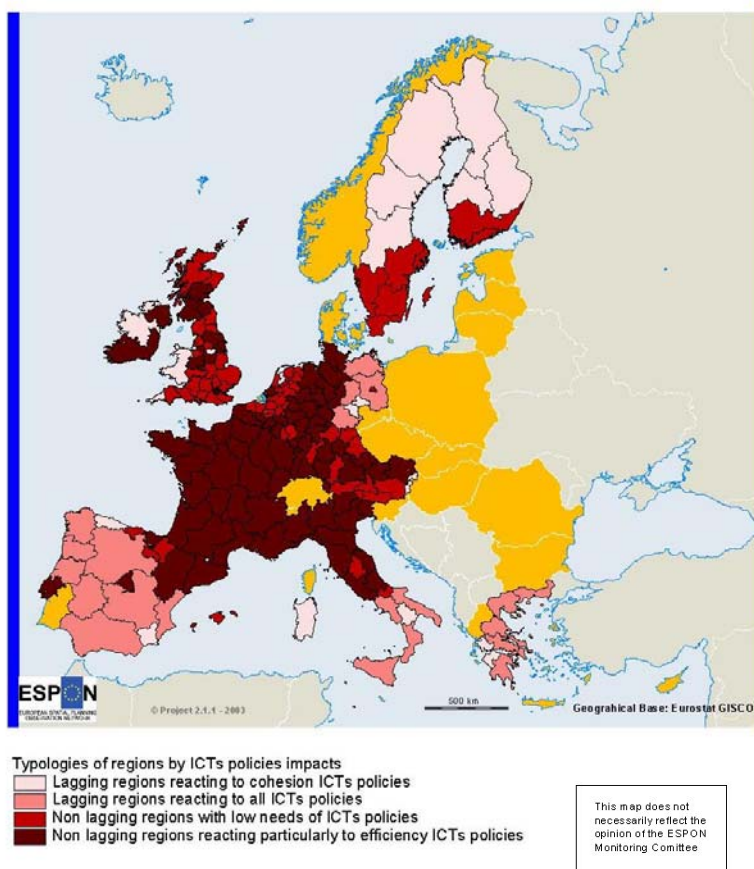 ESPON
EUROPEAN SPATIAL PLANNING
OBSERVATION NETWORK
© Project 2.1.1 - 2003
500 km
Geograhical Base: Eurostat GISCO
Typologies of regions by ICTs policies impacts
Lagging regions reacting to cohesion ICTs policies
Lagging regions reacting to all ICTs policies
Non lagging regions with low needs of ICTs policies
Non lagging regions reacting particularly to efficiency ICTs policies
This map does not
necessarily reflect the
opinion of the ESPON
Monitoring Comittee